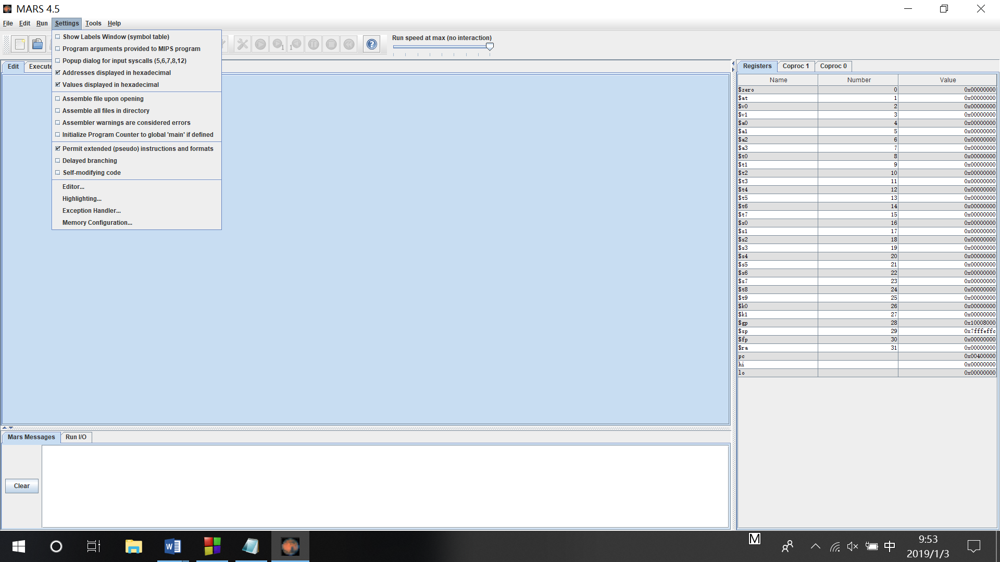 MARS 4.5
File Edit Run Settings Tools Help
Show Labels Window (symbol table)
Program arguments provided to MIPS program
Popup dialog for input syscalls (5,6,7,8,12)
Addresses displayed in hexadecimal
Values displayed in hexadecimal
Assemble file upon opening
Assemble all files in directory
Assembler warnings are considered errors
Initialize Program Counter to global 'main' if defined
Permit extended (pseudo) instructions and formats
Delayed branching
Self-modifying code
Editor...
Highlighting...
Exception Handler...
Memory Configuration...
Run speed at max (no interaction)
Edit Execute
Registers Coproc 1 Coproc 0
Name Number Value
$zero 0 0x00000000
$at 1 0x00000000
$v0 2 0x00000000
$v1 3 0x00000000
$a0 4 0x00000000
$a1 5 0x00000000
$a2 6 0x00000000
$a3 7 0x00000000
$t0 8 0x00000000
$t1 9 0x00000000
$t2 10 0x00000000
$t3 11 0x00000000
$t4 12 0x00000000
$t5 13 0x00000000
$t6 14 0x00000000
$t7 15 0x00000000
$s0 16 0x00000000
$s1 17 0x00000000
$s2 18 0x00000000
$s3 19 0x00000000
$s4 20 0x00000000
$s5 21 0x00000000
$s6 22 0x00000000
$s7 23 0x00000000
$t8 24 0x00000000
$t9 25 0x00000000
$k0 26 0x00000000
$k1 27 0x00000000
$gp 28 0x10008000
$sp 29 0x7fffeffc
$fp 30 0x00000000
$ra 31 0x00000000
pc 0x00400000
hi 0x00000000
lo 0x00000000
Mars Messages Run I/O
Clear
M
中
9:53
2019/1/3